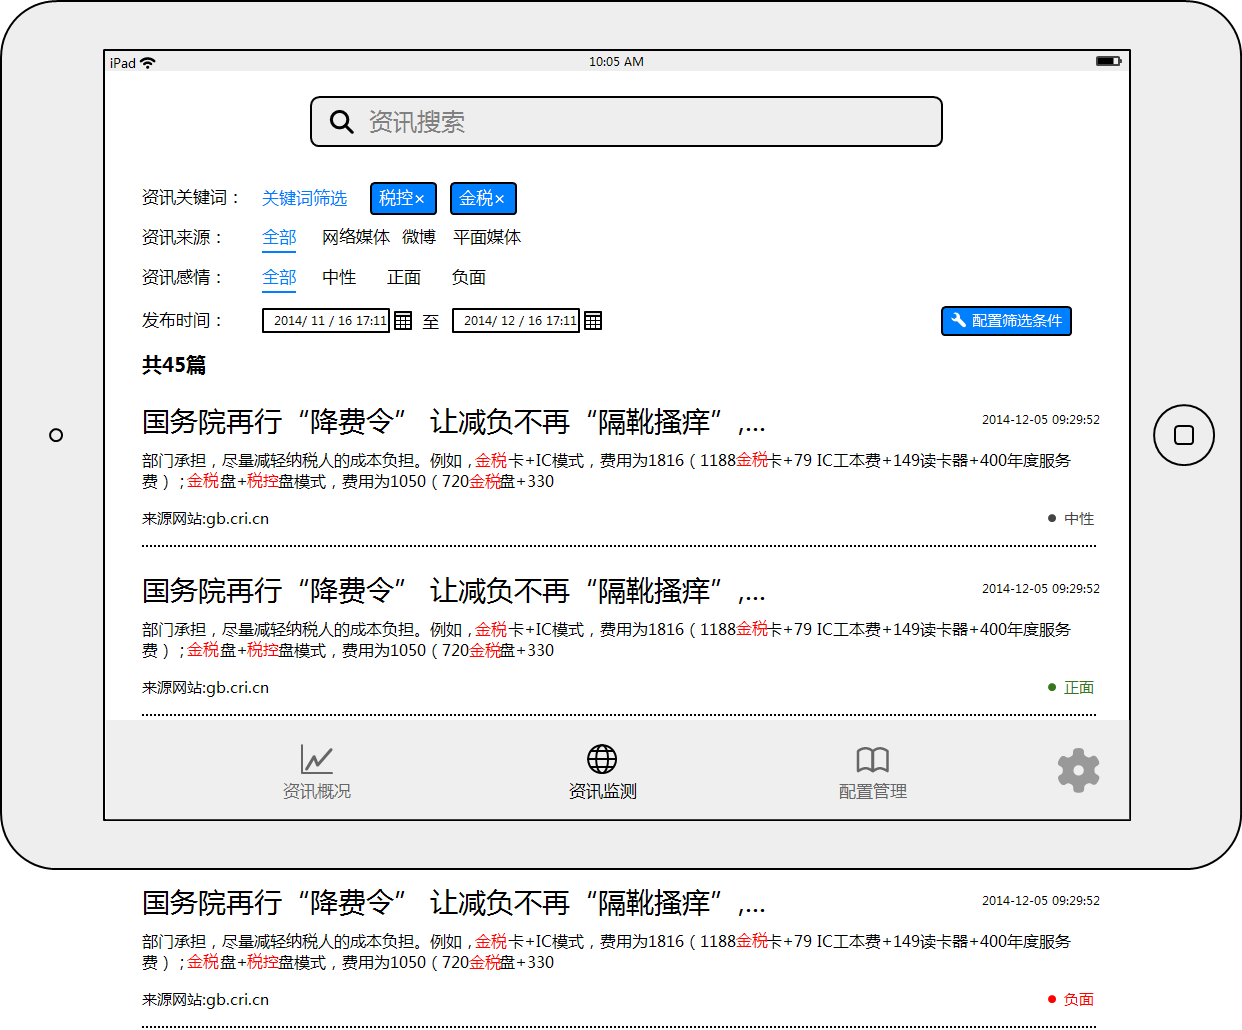 iPad 10:05 AM
资讯搜索
资讯关键词： 关键词筛选 税控× 金税×
资讯来源： 全部 网络媒体 微博 平面媒体
资讯感情： 全部 中性 正面 负面
发布时间： 2014/ 11 / 16 17:11 至 2014/ 12 / 16 17:11 配置筛选条件
共45篇
国务院再行“降费令” 让减负不再“隔靴搔痒”,... 2014-12-05 09:29:52
部门承担，尽量减轻纳税人的成本负担。例如，金税卡+IC模式，费用为1816（1188金税卡+79 IC工本费+149读卡器+400年度服务
费）；金税盘+税控盘模式，费用为1050（720金税盘+330
来源网站:gb.cri.cn 中性
国务院再行“降费令” 让减负不再“隔靴搔痒”,... 2014-12-05 09:29:52
部门承担，尽量减轻纳税人的成本负担。例如，金税卡+IC模式，费用为1816（1188金税卡+79 IC工本费+149读卡器+400年度服务
费）；金税盘+税控盘模式，费用为1050（720金税盘+330
来源网站:gb.cri.cn 正面
资讯概况 资讯监测 配置管理
国务院再行“降费令” 让减负不再“隔靴搔痒”,... 2014-12-05 09:29:52
部门承担，尽量减轻纳税人的成本负担。例如，金税卡+IC模式，费用为1816（1188金税卡+79 IC工本费+149读卡器+400年度服务
费）；金税盘+税控盘模式，费用为1050（720金税盘+330
来源网站:gb.cri.cn 负面